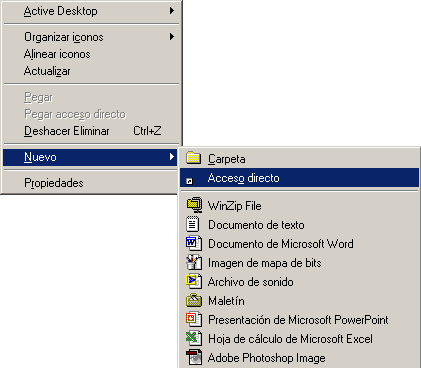 Active Desktop
Organizar iconos
Alinear iconos
Actualizar
Pegar
Pegar acceso directo
Deshacer Eliminar Ctrl+Z
Nuevo
Propiedades
Carpeta
Acceso directo
WinZip File
Documento de texto
Documento de Microsoft Word
Imagen de mapa de bits
Archivo de sonido
Maletín
Presentación de Microsoft PowerPoint
Hoja de cálculo de Microsoft Excel
Adobe Photoshop Image